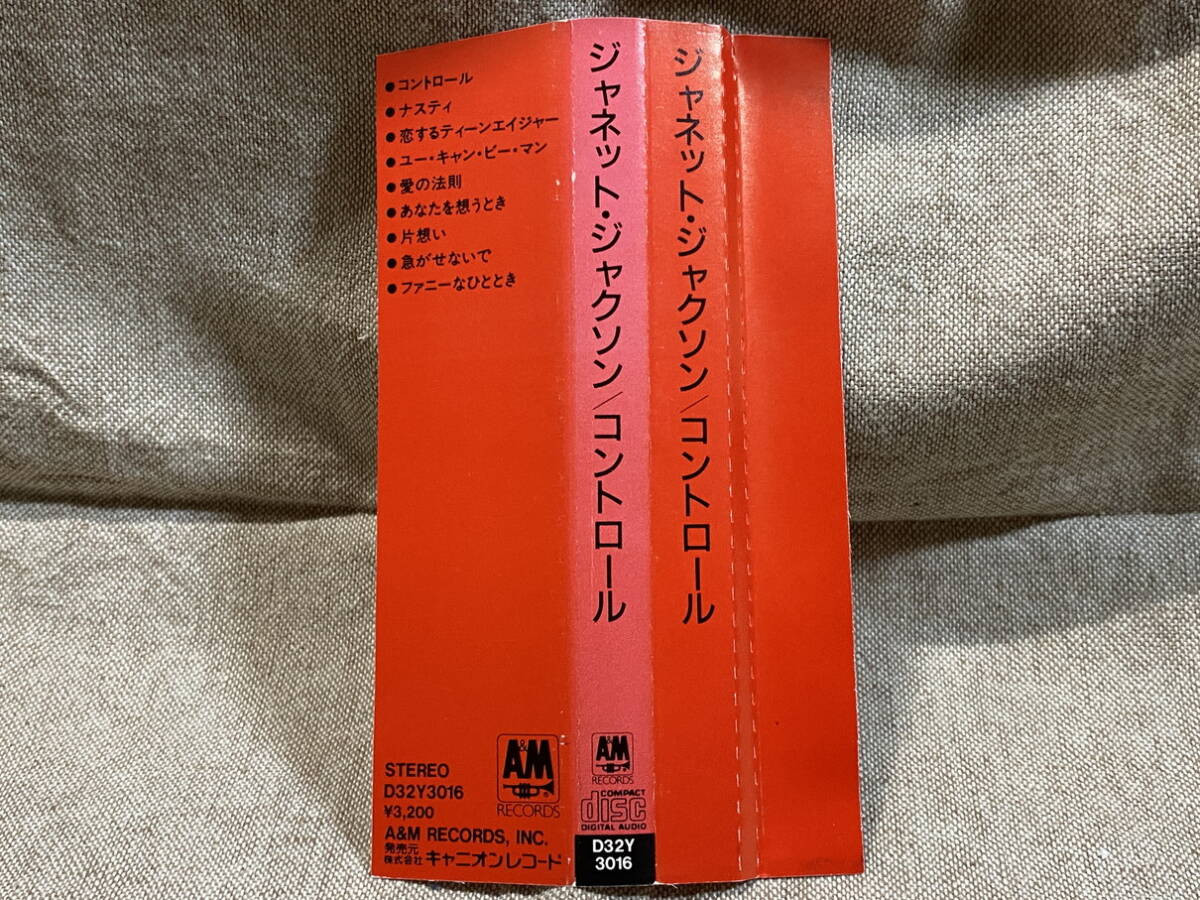 ●コントロール
●ナスティ
●恋するティーンエイジャー
●ユー・キャン・ビー・マン
●愛の法則
●あなたを想うとき
●片想い
●急がせないで
●ファニーなひととき
STEREO
D32Y3016
¥3,200
A&M RECORDS, INC.
発売元
株式会社 キャニオンレコード
A&M
RECORDS
ジャネット・ジャクソン/コントロール
A&M
RECORDS
COMPACT
disc
DIGITAL AUDIO
D32Y
3016
ジャネット・ジャクソン/コントロール